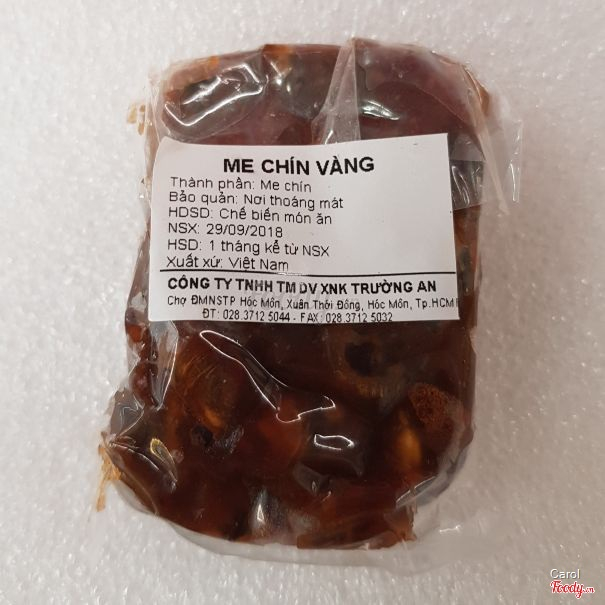 ME CHÍN VÀNG
Thành phần: Me chín
Bảo quản: Nơi thoáng mát
HDSD: Chế biến món ăn
NSX: 29/09/2018
HSD: 1 tháng kể từ NSX
Xuất xứ: Việt Nam
CÔNG TY TNHH TM DV XNK TRƯỜNG AN
Chợ ĐMNSTP Hóc Môn, Xuân Thới Đông, Hóc Môn, Tp.HCM
ĐT: 028.3712 5044 - FAX: 028.3712 5032
Carol
Foody.vn